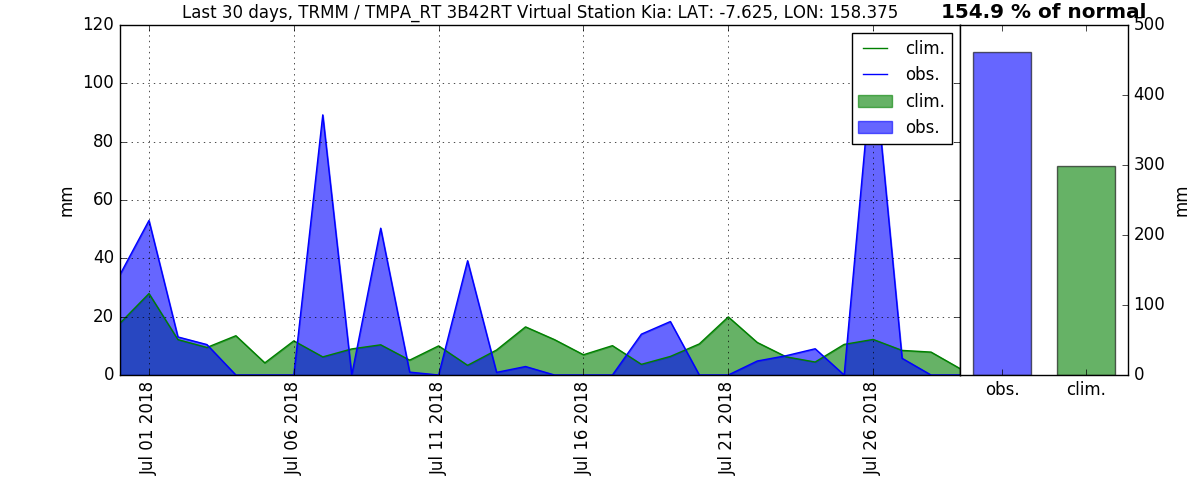 Last 30 days, TRMM / TMPA_RT 3B42RT Virtual Station Kia: LAT: -7.625, LON: 158.375
154.9 % of normal
120
100
80
60
40
20
0
mm
clim.
obs.
clim.
obs.
Jul 01 2018
Jul 06 2018
Jul 11 2018
Jul 16 2018
Jul 21 2018
Jul 26 2018
500
400
300
200
100
0
mm
obs.
clim.